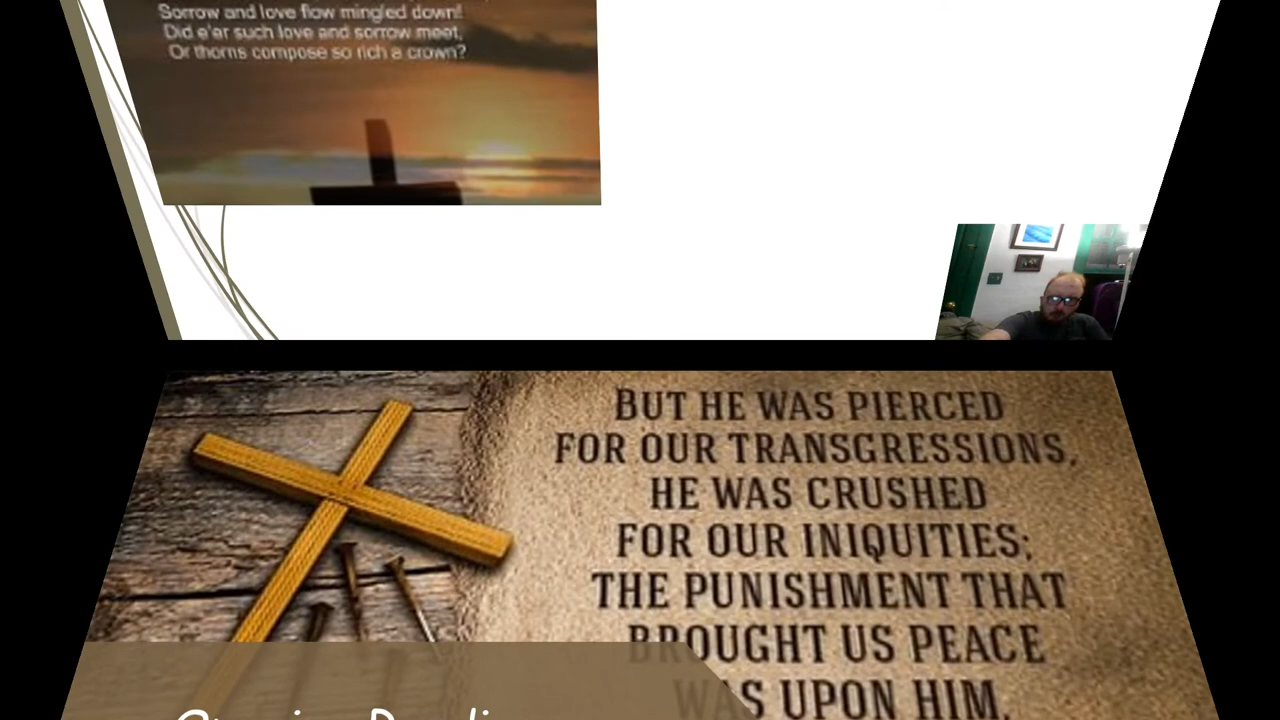 Sorrow and love flow mingled down!
Did e'er such love and sorrow meet,
Or thorns compose so rich a crown?
BUT HE WAS PIERCED
FOR OUR TRANSGRESSIONS,
HE WAS CRUSHED
FOR OUR INIQUITIES;
THE PUNISHMENT THAT
BROUGHT US PEACE
WAS UPON HIM,